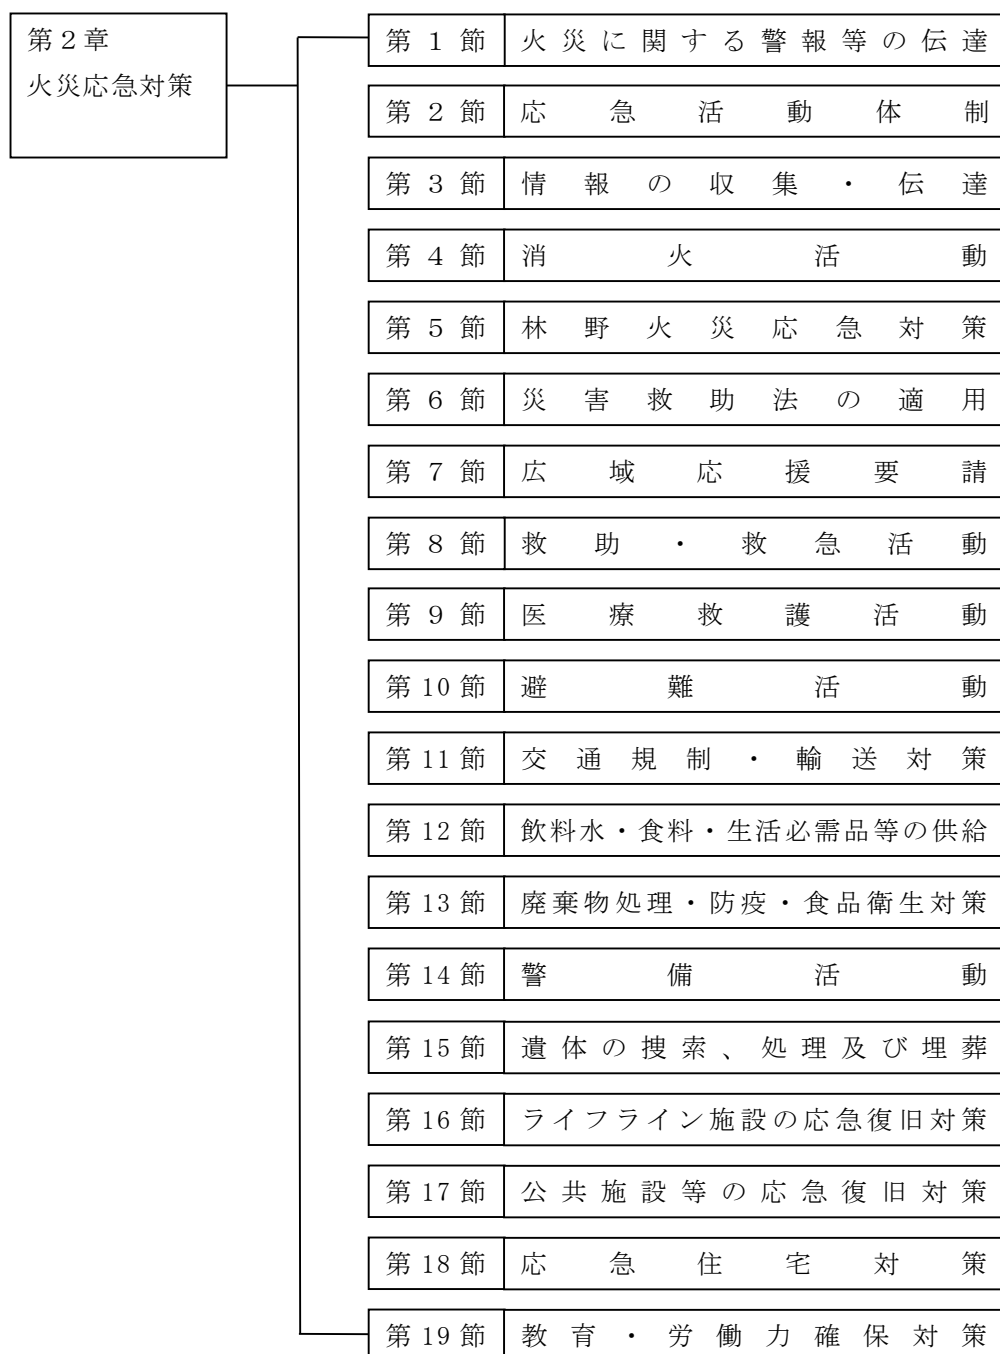 第２章
火災応急対策
第１節 火災に関する警報等の伝達
第２節 応急活動体制
第３節 情報の収集・伝達
第４節 消火活動
第５節 林野火災応急対策
第６節 災害救助法の適用
第７節 広域応援要請
第８節 救助・救急活動
第９節 医療救護活動
第10節 避難活動
第11節 交通規制・輸送対策
第12節 飲料水・食料・生活必需品等の供給
第13節 廃棄物処理・防疫・食品衛生対策
第14節 警備活動
第15節 遺体の捜索、処理及び埋葬
第16節 ライフライン施設の応急復旧対策
第17節 公共施設等の応急復旧対策
第18節 応急住宅対策
第19節 教育・労働力確保対策